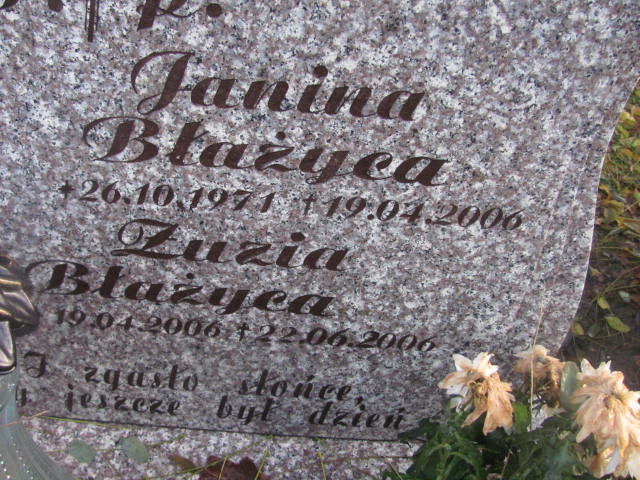 Ś. p.
Janina
Błażyca
*26.10.1971 †19.04.2006
Zuzia
Błażyca
19.04.2006 †22.06.2006
I zgasło słońce,
jeszcze był dzień